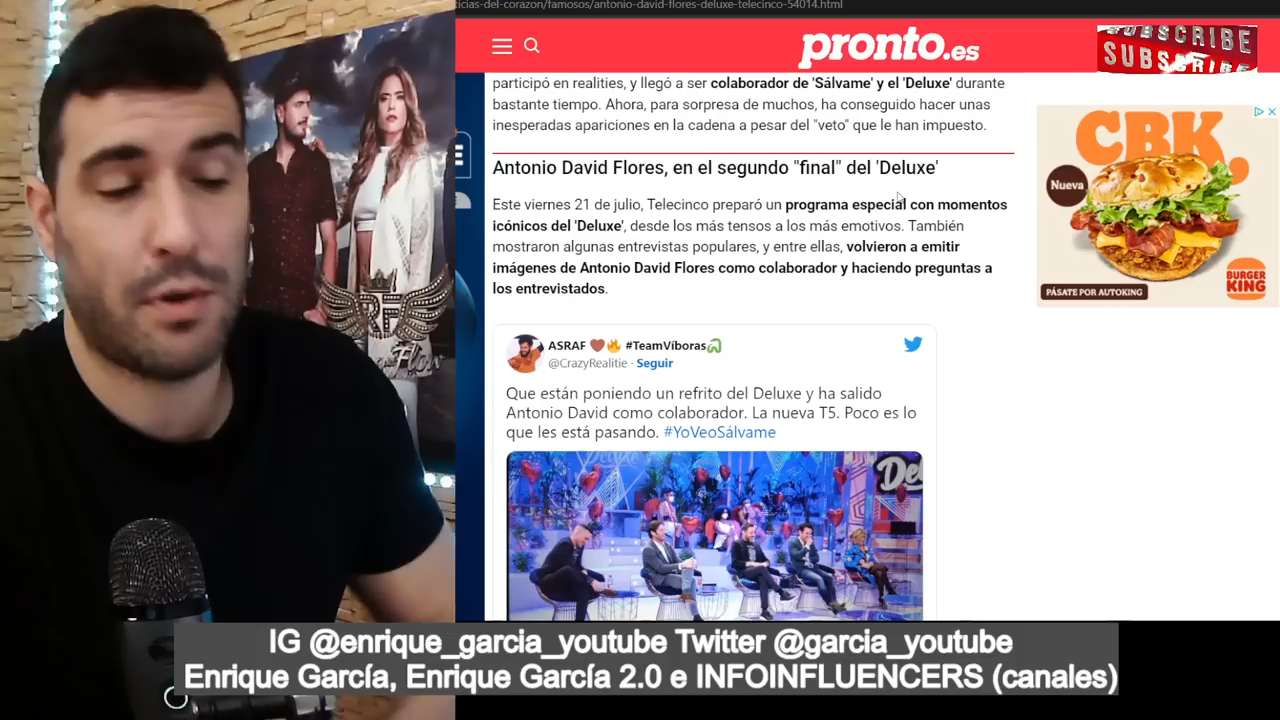 ticias-del-corazon/famosos/antonio-david-flores-deluxe-telecinco-54014.html
pronto.es
SUBSCRIBE
SUBSCRIBE
participó en realities, y llegó a ser colaborador de 'Sálvame' y el 'Deluxe' durante
bastante tiempo. Ahora, para sorpresa de muchos, ha conseguido hacer unas
inesperadas apariciones en la cadena a pesar del "veto" que le han impuesto.
Antonio David Flores, en el segundo "final" del 'Deluxe'
Este viernes 21 de julio, Telecinco preparó un programa especial con momentos
icónicos del 'Deluxe', desde los más tensos a los más emotivos. También
mostraron algunas entrevistas populares, y entre ellas, volvieron a emitir
imágenes de Antonio David Flores como colaborador y haciendo preguntas a
los entrevistados.
CBK.
Nueva
BURGER
KING
PÁSATE POR AUTOKING
ASRAF 🤎🔥 #TeamVíboras🐍
@CrazyRealitie · Seguir
Que están poniendo un refrito del Deluxe y ha salido
Antonio David como colaborador. La nueva T5. Poco es lo
que les está pasando. #YoVeoSálvame
RF
Flow
IG @enrique_garcia_youtube Twitter @garcia_youtube
Enrique García, Enrique García 2.0 e INFOINFLUENCERS (canales)